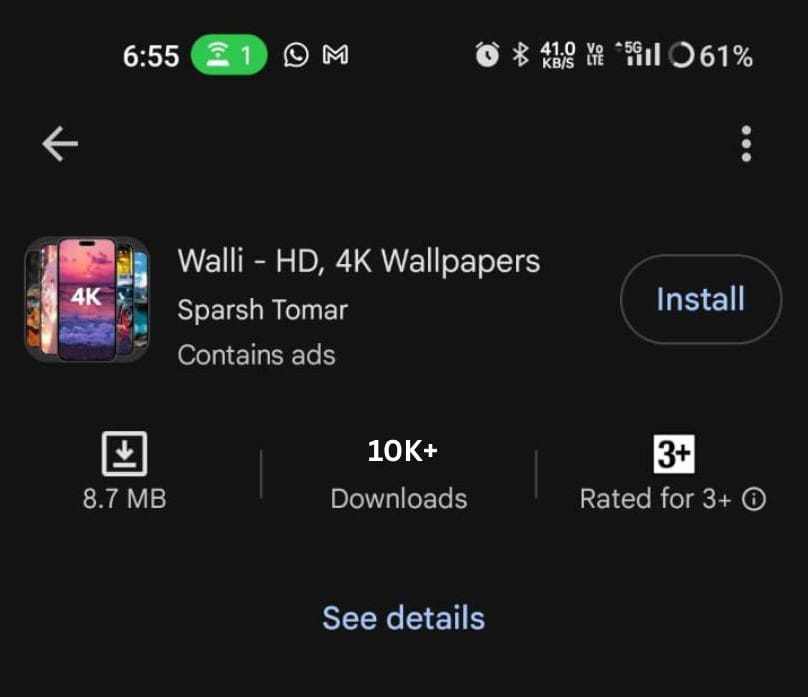 6:55 1 41.0 KB/S Vo LTE 5G 61%
4K
Walli - HD, 4K Wallpapers
Sparsh Tomar
Contains ads
Install
10K+ 3+
8.7 MB Downloads Rated for 3+
See details